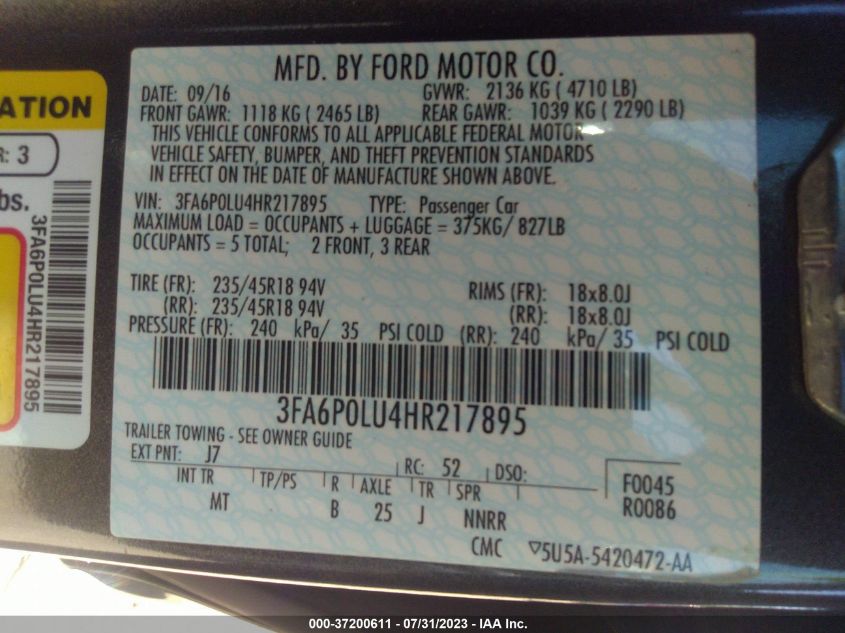 MFD. BY FORD MOTOR CO.
DATE: 09/16 GVWR: 2136 KG ( 4710 LB)
FRONT GAWR: 1118 KG ( 2465 LB) REAR GAWR: 1039 KG ( 2290 LB)
THIS VEHICLE CONFORMS TO ALL APPLICABLE FEDERAL MOTOR
VEHICLE SAFETY, BUMPER, AND THEFT PREVENTION STANDARDS
IN EFFECT ON THE DATE OF MANUFACTURE SHOWN ABOVE.
VIN: 3FA6P0LU4HR217895 TYPE: Passenger Car
MAXIMUM LOAD = OCCUPANTS + LUGGAGE = 375KG/ 827LB
OCCUPANTS = 5 TOTAL; 2 FRONT, 3 REAR
TIRE (FR): 235/45R18 94V RIMS (FR): 18x8.0J
(RR): 235/45R18 94V (RR): 18x8.0J
PRESSURE (FR): 240 kPa/ 35 PSI COLD (RR): 240 kPa/ 35 PSI COLD
3FA6P0LU4HR217895
TRAILER TOWING - SEE OWNER GUIDE
EXT PNT: J7 RC: 52 DSO:
INT TR TP/PS R AXLE TR SPR F0045
MT B 25 J NNRR R0086
CMC ▽5U5A-5420472-AA
ATION
R: 3
bs.
3FA6P0LU4HR217895
000-37200611 - 07/31/2023 - IAA Inc.